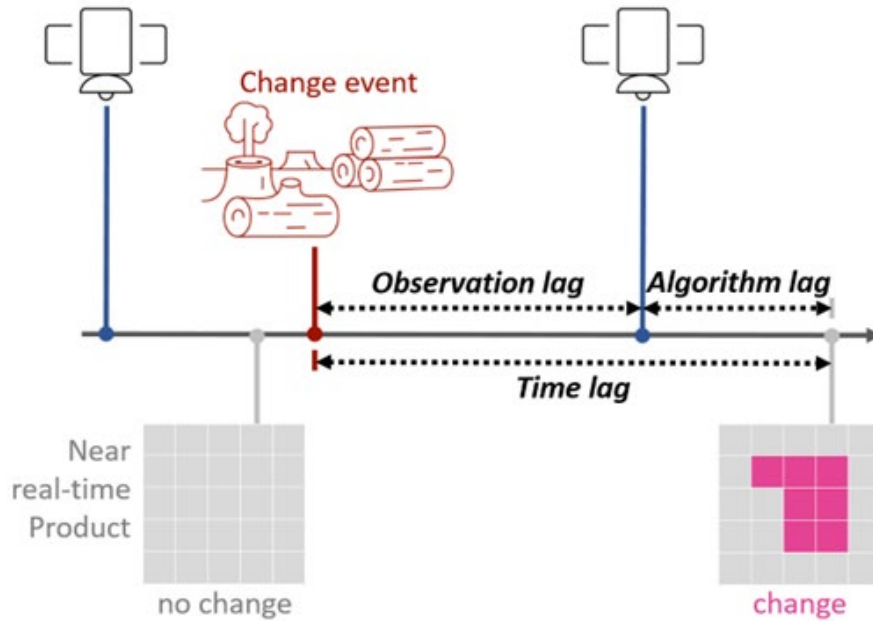 Change event
Observation lag
Algorithm lag
Time lag
Near
real-time
Product
no change
change